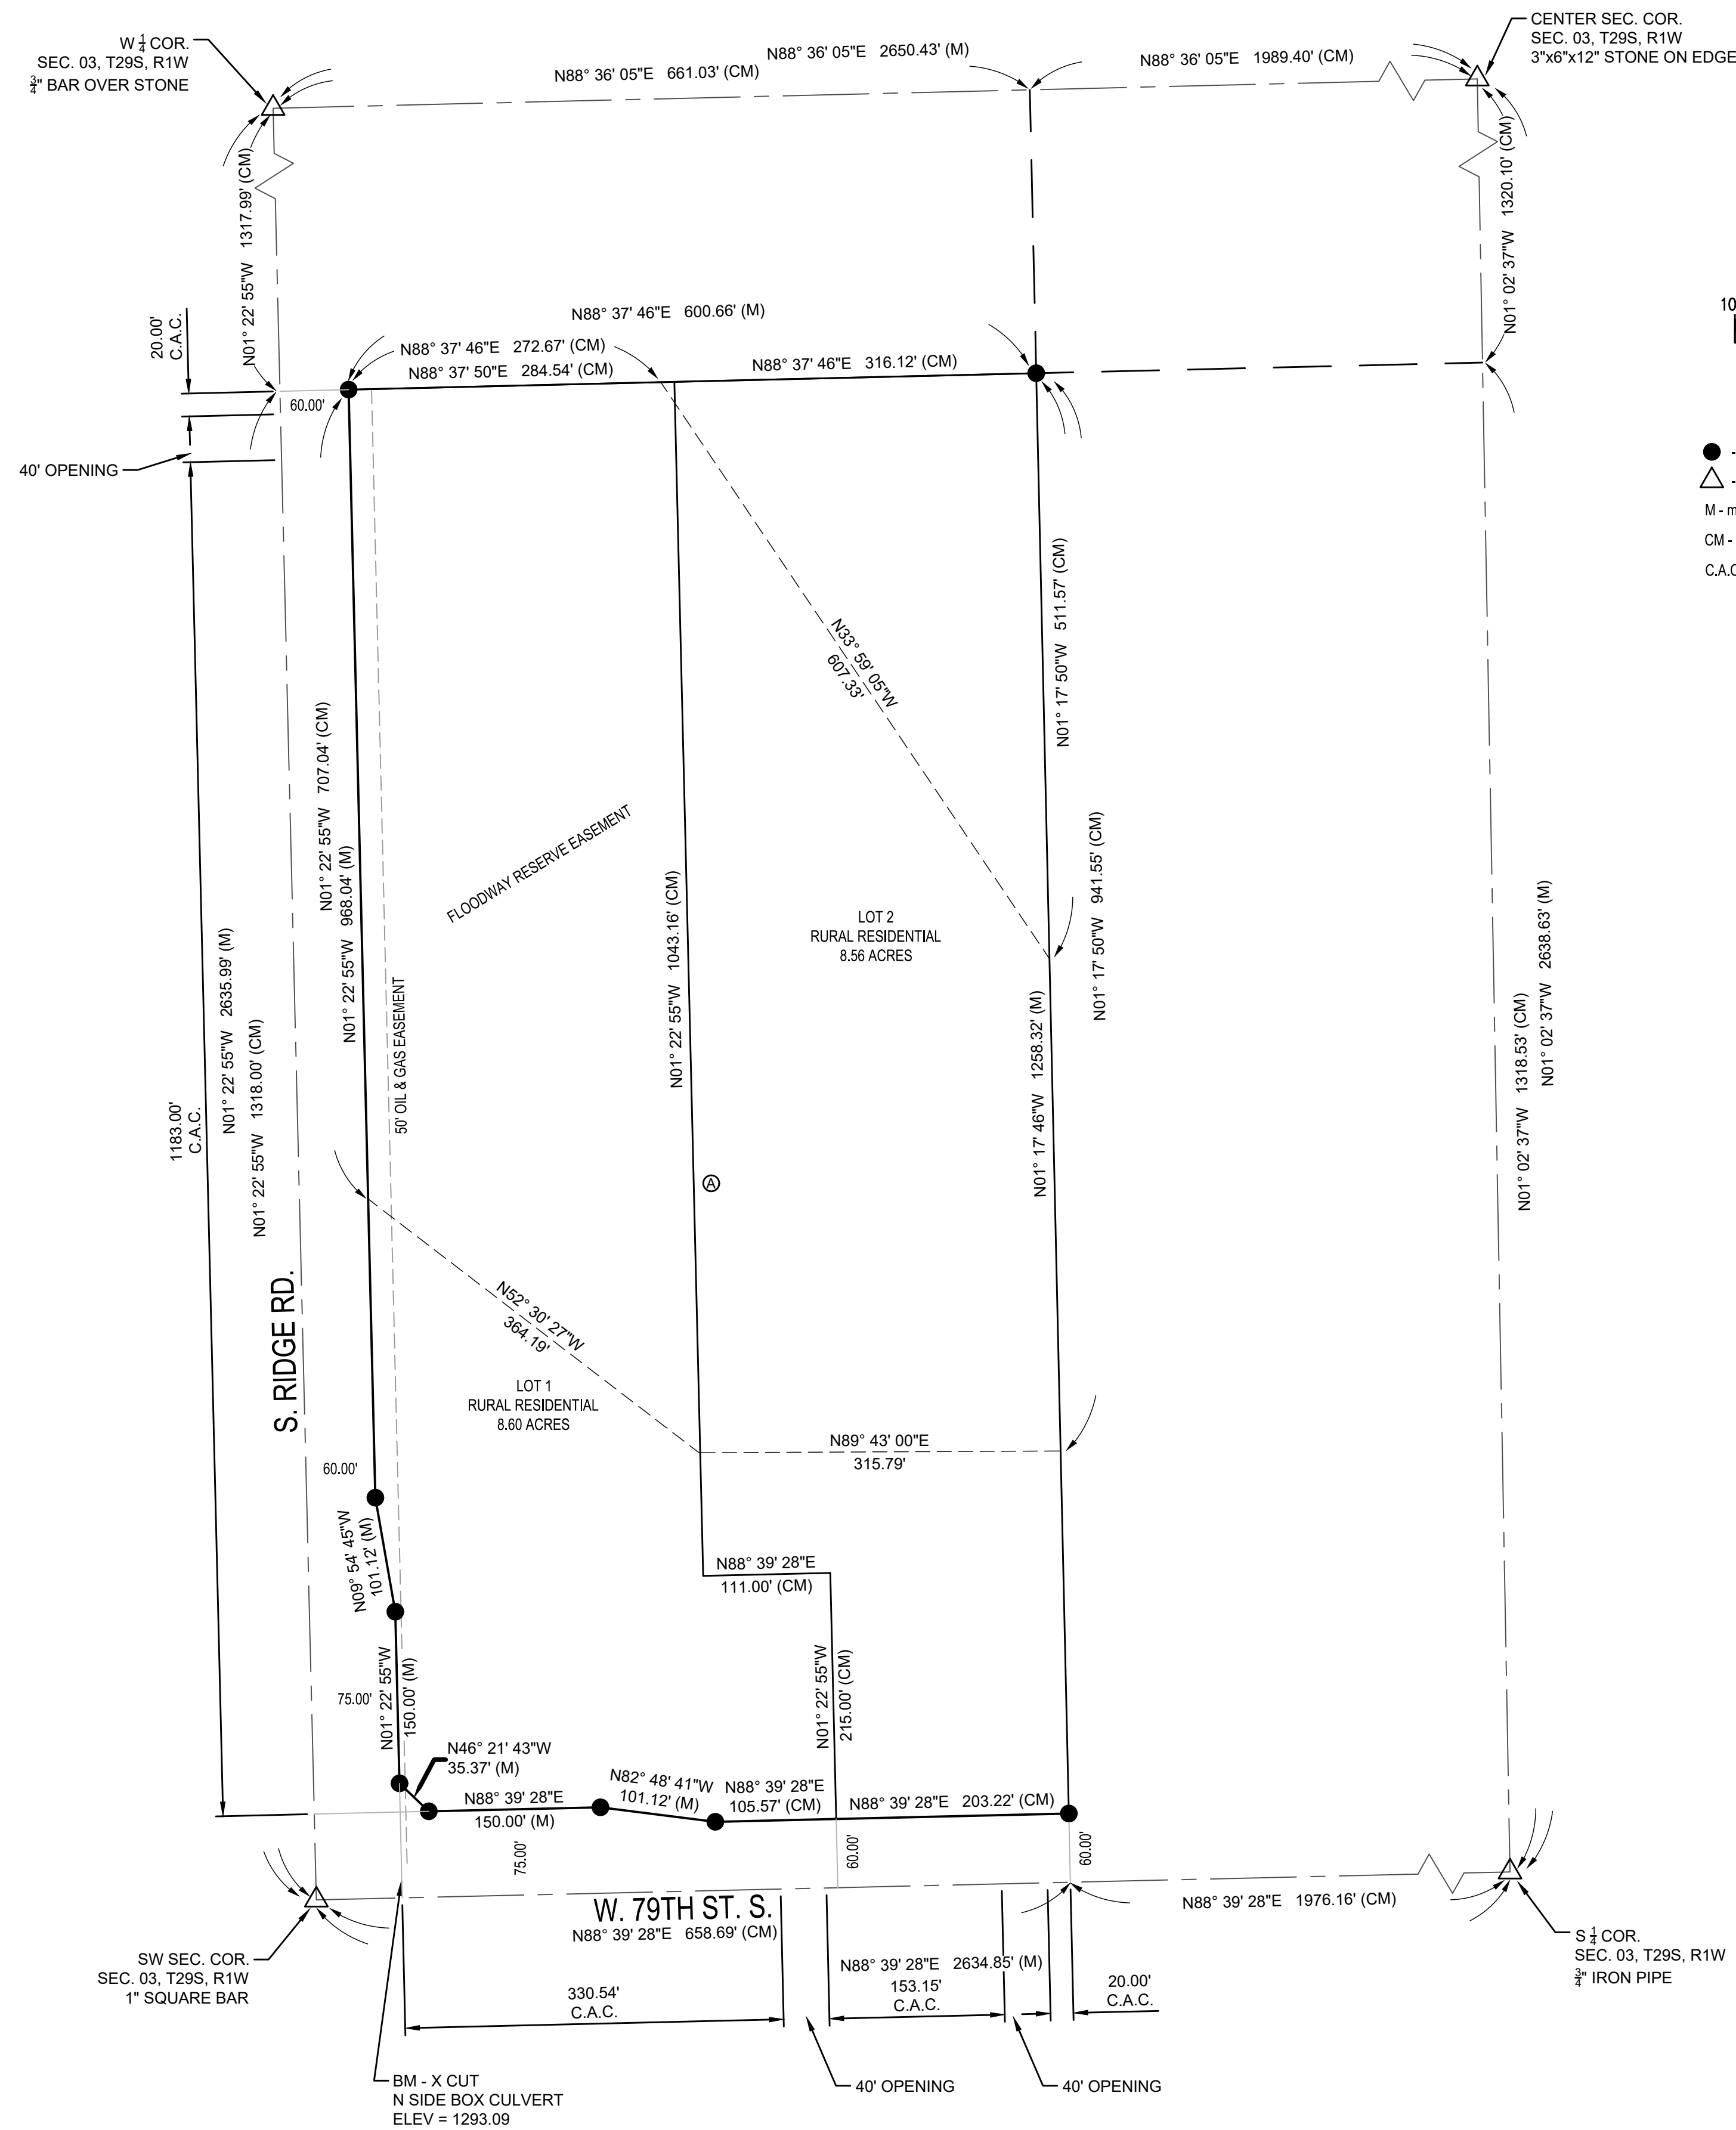 W 1/4 COR.
SEC. 03, T29S, R1W
3/4" BAR OVER STONE
N88° 36' 05"E 2650.43' (M)
N88° 36' 05"E 661.03' (CM)
N88° 36' 05"E 1989.40' (CM)
CENTER SEC. COR.
SEC. 03, T29S, R1W
3"x6"x12" STONE ON EDGE
N01° 22' 55"W 1317.99' (CM)
N01° 02' 37"W 1320.10' (CM)
20.00'
C.A.C.
N88° 37' 46"E 600.66' (M)
N88° 37' 46"E 272.67' (CM)
N88° 37' 50"E 284.54' (CM)
N88° 37' 46"E 316.12' (CM)
10
60.00'
40' OPENING
-
-
M - m
CM -
C.A.C
N01° 17' 50"W 511.57' (CM)
N33° 59' 05"W
607.33'
N01° 22' 55"W 707.04' (CM)
N01° 22' 55"W 968.04' (M)
FLOODWAY RESERVE EASEMENT
N01° 22' 55"W 1043.16' (CM)
LOT 2
RURAL RESIDENTIAL
8.56 ACRES
N01° 17' 50"W 941.55' (CM)
N01° 17' 46"W 1258.32' (M)
N01° 02' 37"W 2638.63' (M)
N01° 02' 37"W 1318.53' (CM)
1183.00'
C.A.C.
N01° 22' 55"W 2635.99' (M)
N01° 22' 55"W 1318.00' (CM)
50' OIL & GAS EASEMENT
A
S. RIDGE RD.
N52° 30' 27"W
364.19'
LOT 1
RURAL RESIDENTIAL
8.60 ACRES
N89° 43' 00"E
315.79'
60.00'
N09° 54' 45"W
101.12' (M)
N88° 39' 28"E
111.00' (CM)
75.00'
N01° 22' 55"W
150.00' (M)
N01° 22' 55"W
215.00' (CM)
N46° 21' 43"W
35.37' (M)
N88° 39' 28"E
150.00' (M)
N82° 48' 41"W
101.12' (M)
N88° 39' 28"E
105.57' (CM)
N88° 39' 28"E 203.22' (CM)
75.00'
60.00'
60.00'
W. 79TH ST. S.
N88° 39' 28"E 658.69' (CM)
N88° 39' 28"E 1976.16' (CM)
SW SEC. COR.
SEC. 03, T29S, R1W
1" SQUARE BAR
S 1/4 COR.
SEC. 03, T29S, R1W
3/4" IRON PIPE
N88° 39' 28"E 2634.85' (M)
330.54'
C.A.C.
153.15'
C.A.C.
20.00'
C.A.C.
BM - X CUT
N SIDE BOX CULVERT
ELEV = 1293.09
40' OPENING
40' OPENING